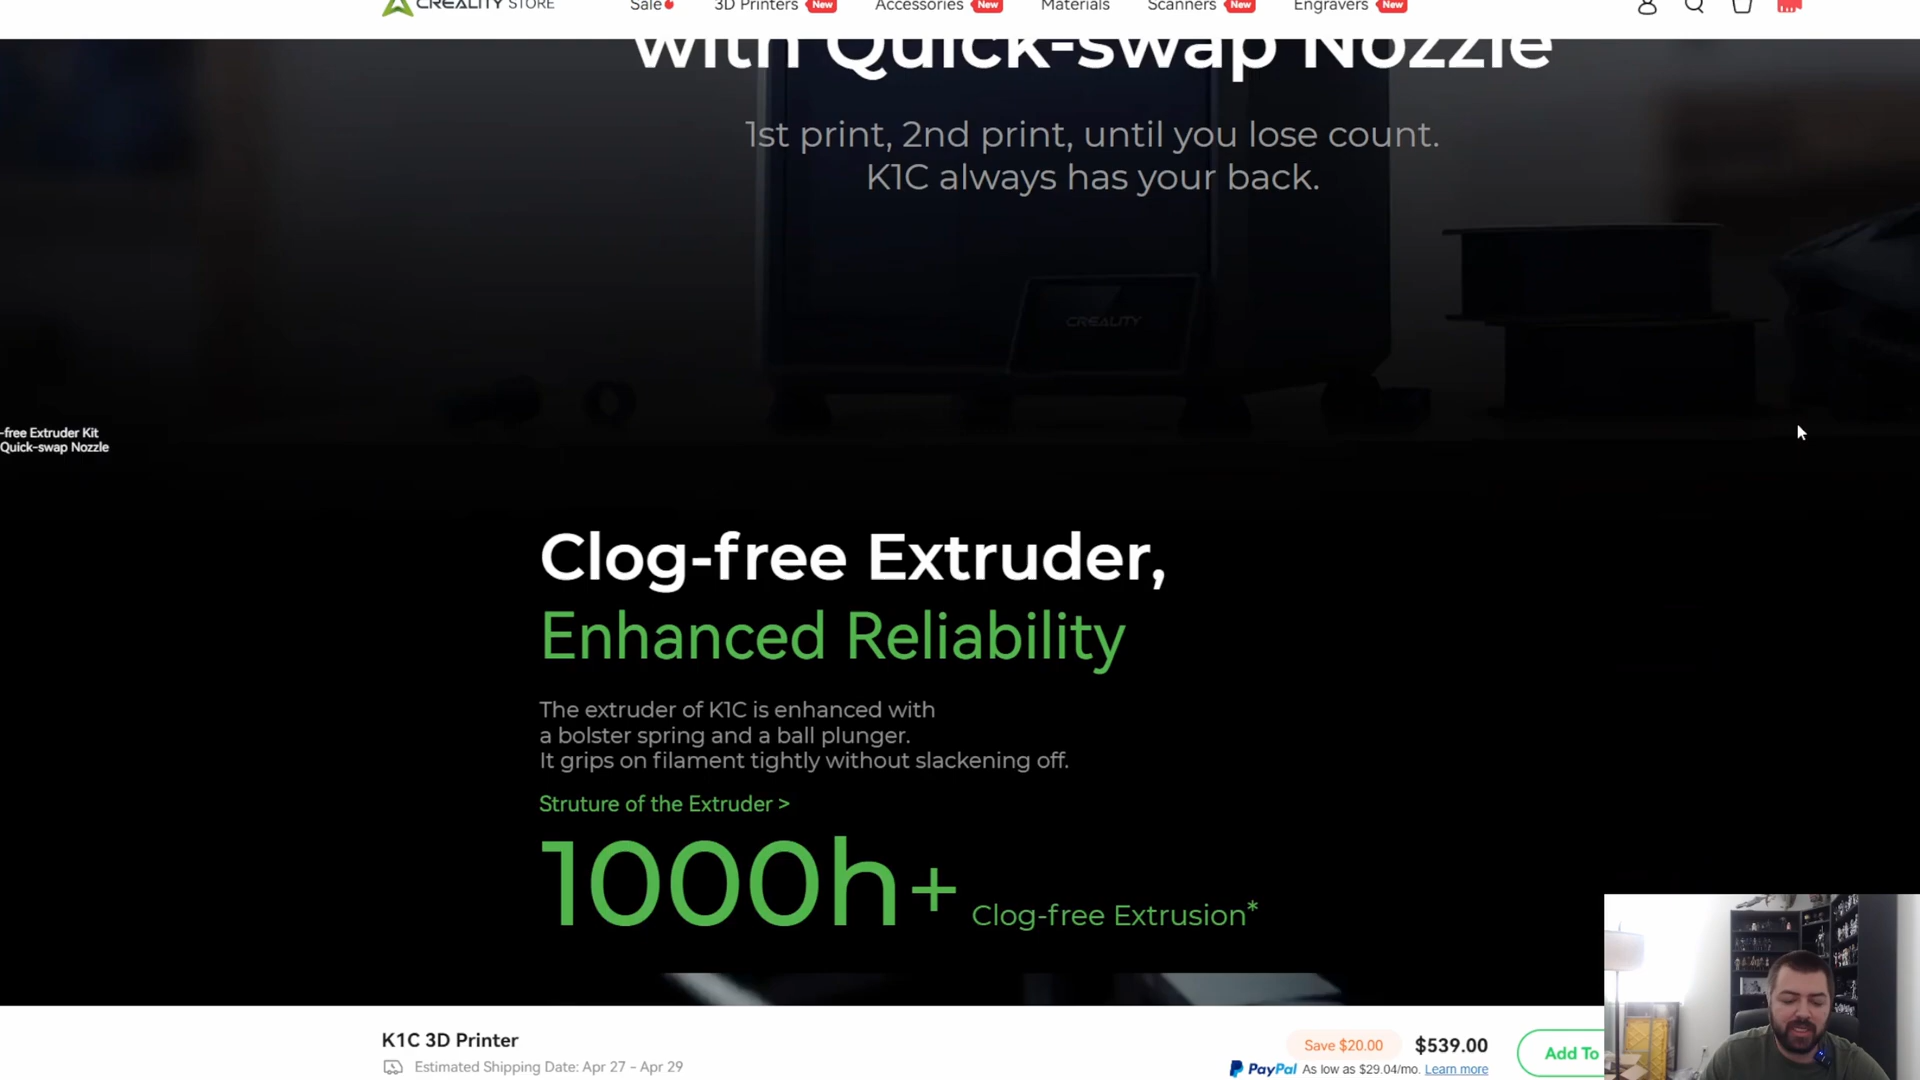 CREALITY STORE
Sale
3D Printers New
Accessories New
Materials
Scanners New
Engravers New
with Quick-swap Nozzle
1st print, 2nd print, until you lose count.
K1C always has your back.
CREALITY
-free Extruder Kit
Quick-swap Nozzle
Clog-free Extruder,
Enhanced Reliability
The extruder of K1C is enhanced with
a bolster spring and a ball plunger.
It grips on filament tightly without slackening off.
Struture of the Extruder >
1000h+ Clog-free Extrusion*
K1C 3D Printer
Estimated Shipping Date: Apr 27 - Apr 29
Save $20.00 $539.00
PayPal As low as $29.04/mo. Learn more
Add To